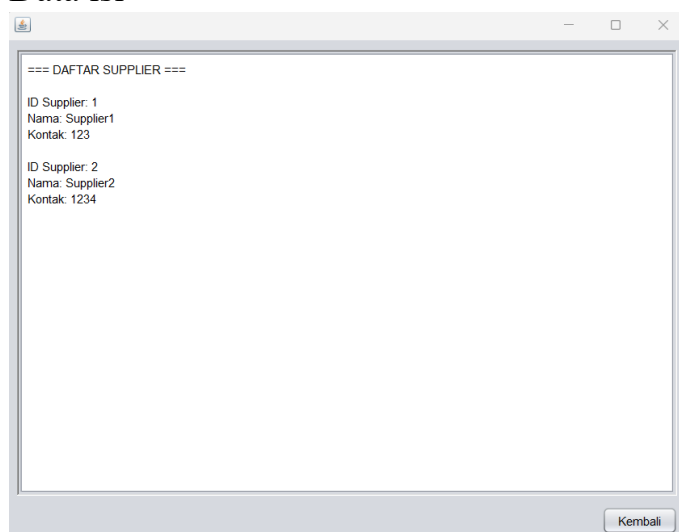 === DAFTAR SUPPLIER ===
ID Supplier: 1
Nama: Supplier1
Kontak: 123
ID Supplier: 2
Nama: Supplier2
Kontak: 1234
Kembali